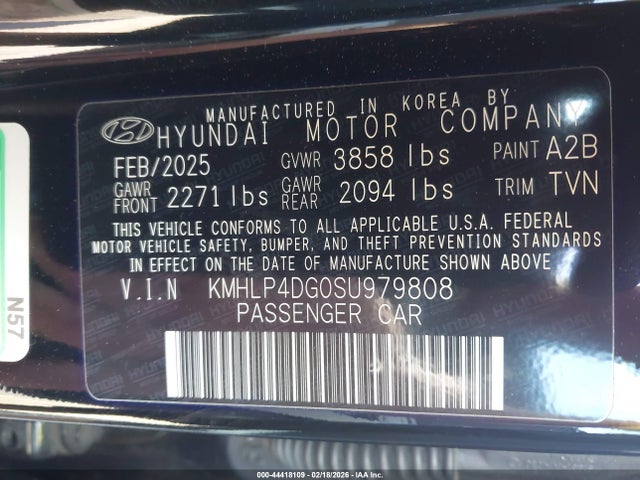 MANUFACTURED IN KOREA BY
HYUNDAI MOTOR COMPANY
FEB/2025 GVWR 3858 lbs PAINT A2B
GAWR FRONT 2271 lbs GAWR REAR 2094 lbs TRIM TVN
THIS VEHICLE CONFORMS TO ALL APPLICABLE U.S.A. FEDERAL
MOTOR VEHICLE SAFETY, BUMPER, AND THEFT PREVENTION STANDARDS
IN EFFECT ON THE DATE OF MANUFACTURE SHOWN ABOVE
V.I.N KMHLP4DG0SU979808
PASSENGER CAR
N57
000-44418109 - 02/18/2026 - IAA Inc.